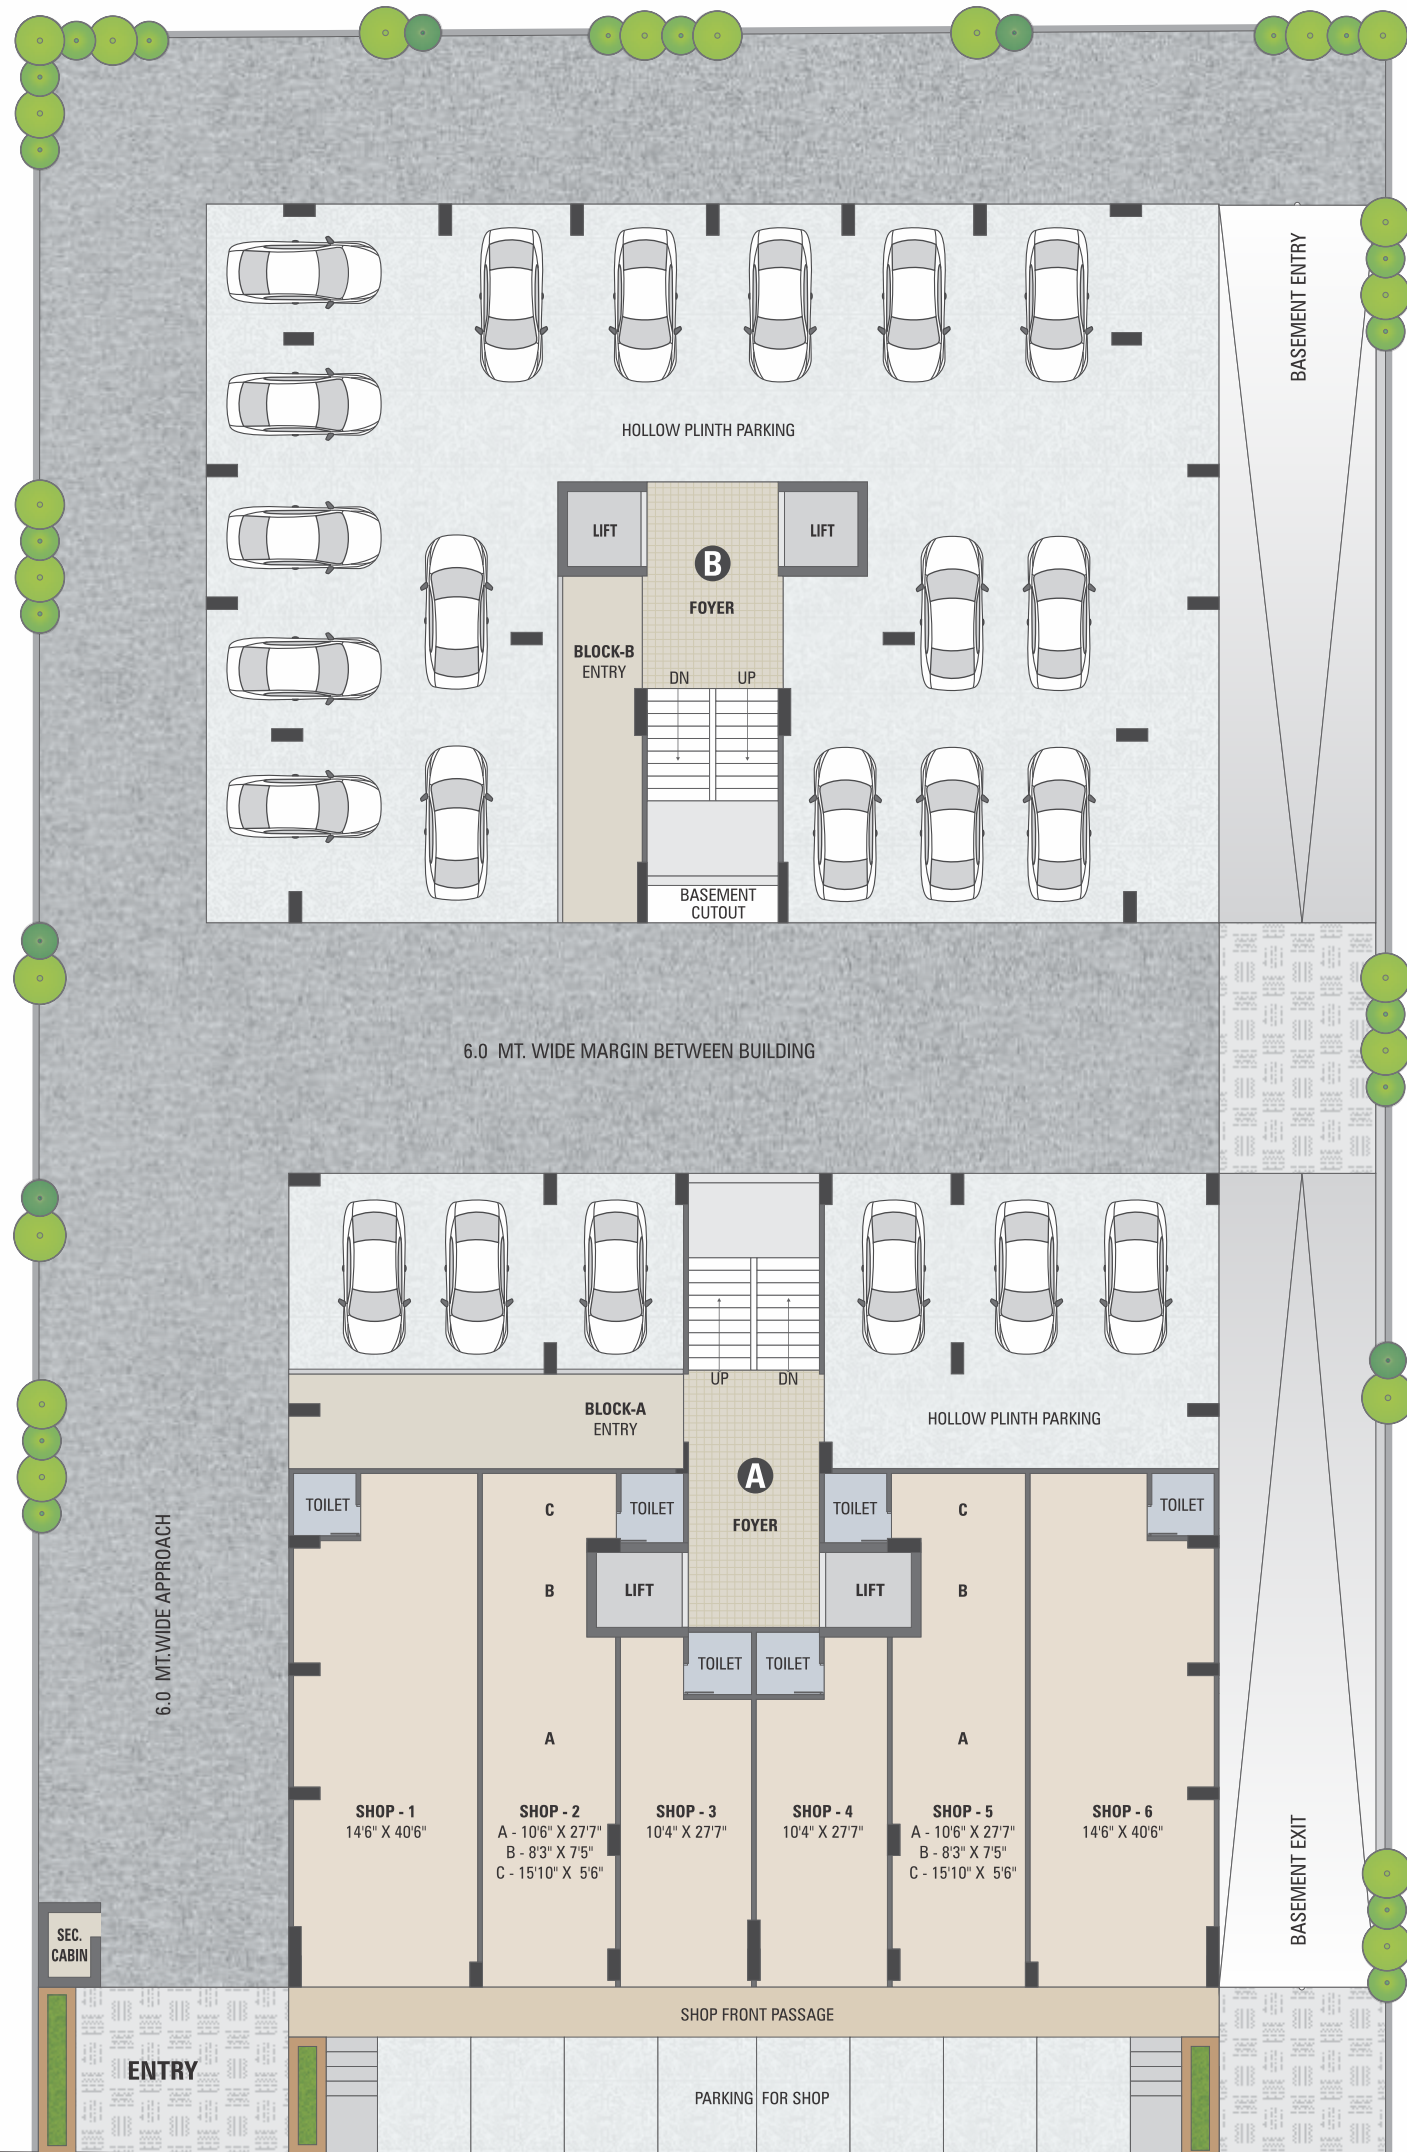 BASEMENT ENTRY
HOLLOW PLINTH PARKING
LIFT
LIFT
B
FOYER
BLOCK-B
ENTRY
DN
UP
BASEMENT
CUTOUT
6.0 MT. WIDE MARGIN BETWEEN BUILDING
UP
DN
BLOCK-A
ENTRY
HOLLOW PLINTH PARKING
A
FOYER
TOILET
C
TOILET
TOILET
C
TOILET
B
LIFT
LIFT
B
TOILET
TOILET
6.0 MT.WIDE APPROACH
A
A
SHOP - 1
14'6" X 40'6"
SHOP - 2
A - 10'6" X 27'7"
B - 8'3" X 7'5"
C - 15'10" X 5'6"
SHOP - 3
10'4" X 27'7"
SHOP - 4
10'4" X 27'7"
SHOP - 5
A - 10'6" X 27'7"
B - 8'3" X 7'5"
C - 15'10" X 5'6"
SHOP - 6
14'6" X 40'6"
BASEMENT EXIT
SEC.
CABIN
SHOP FRONT PASSAGE
ENTRY
PARKING FOR SHOP